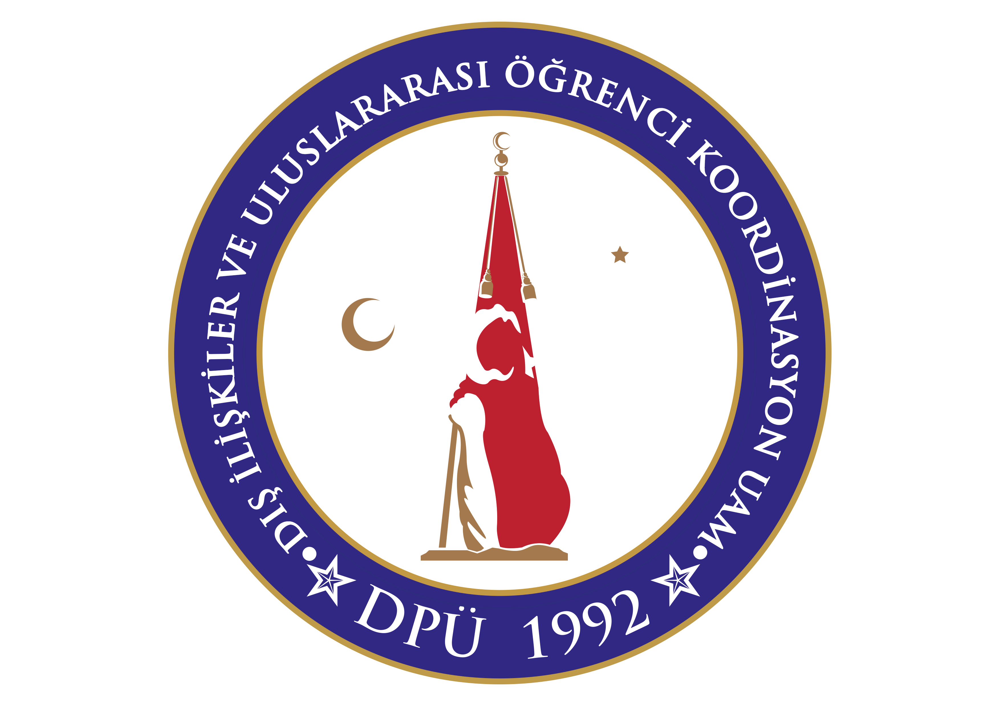 DIŞ İLİŞKİLER VE ULUSLARARASI ÖĞRENCİ KOORDİNASYON UAM
DPÜ 1992